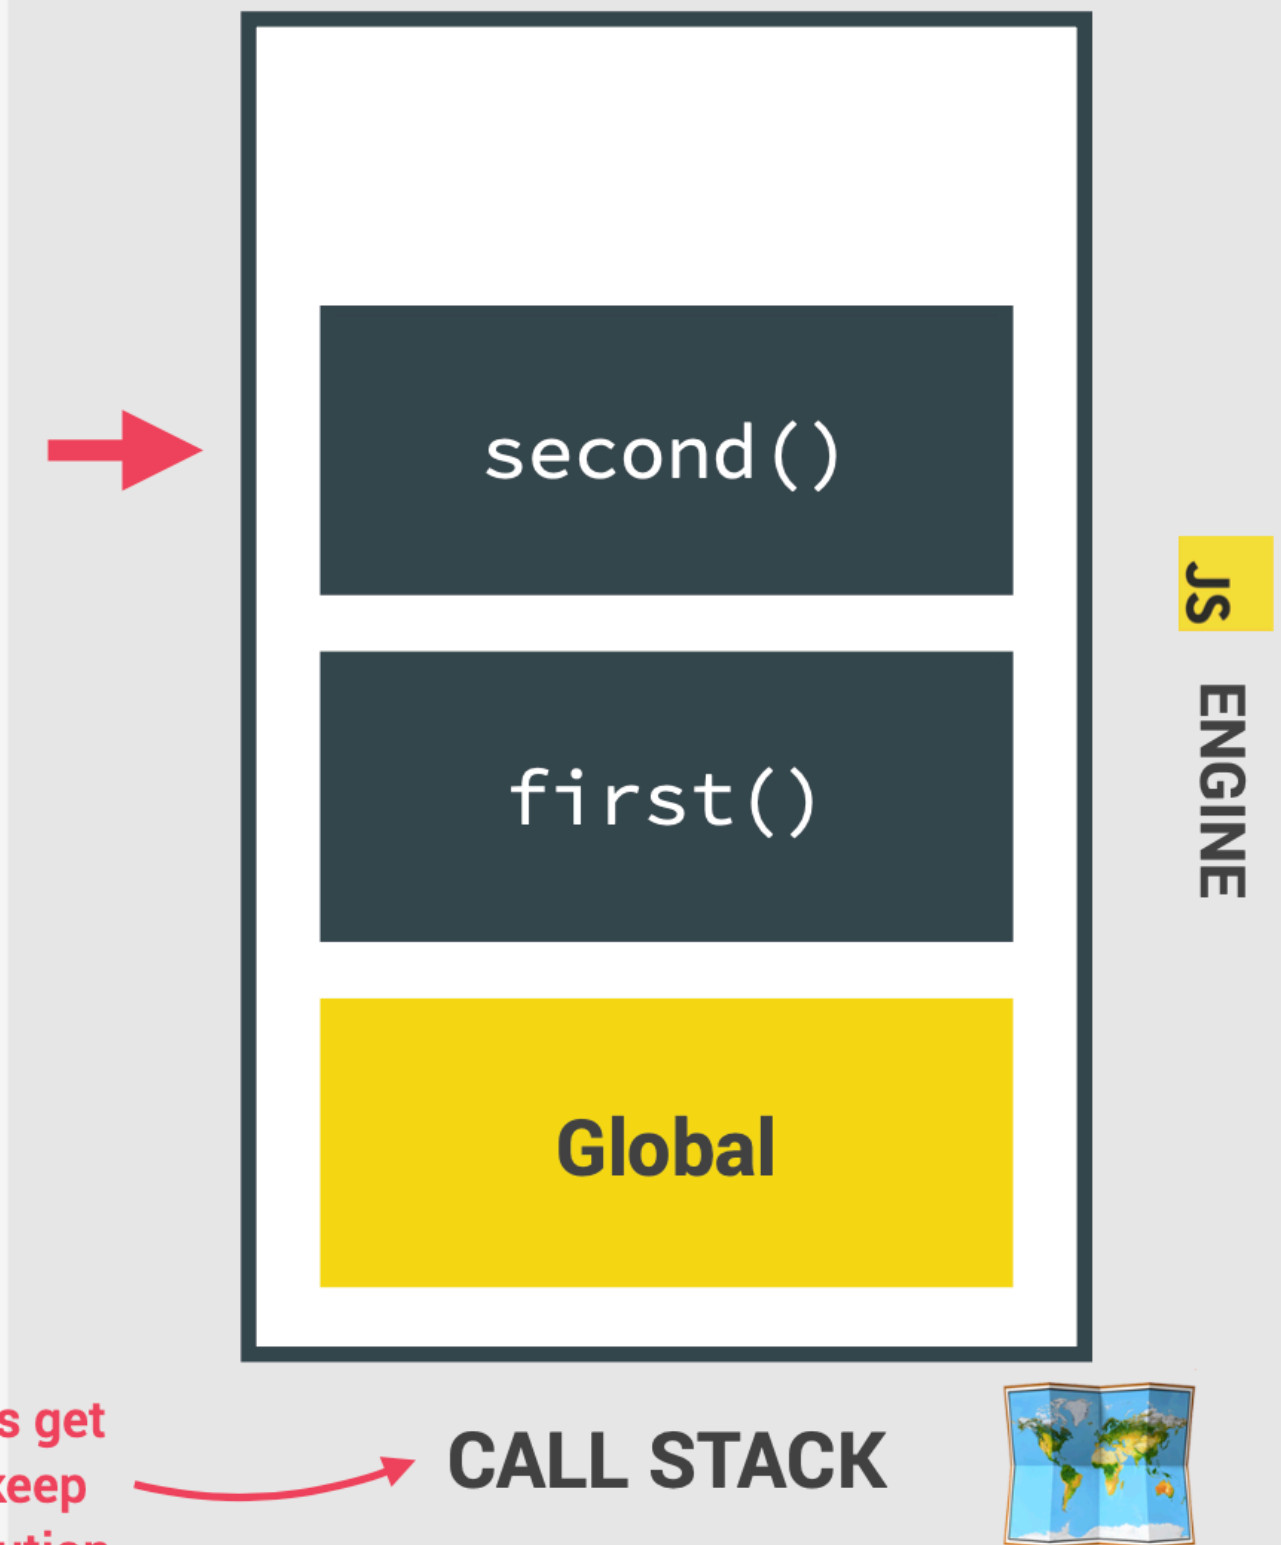 second()
first()
Global
JS ENGINE
s get
keep
CALL STACK